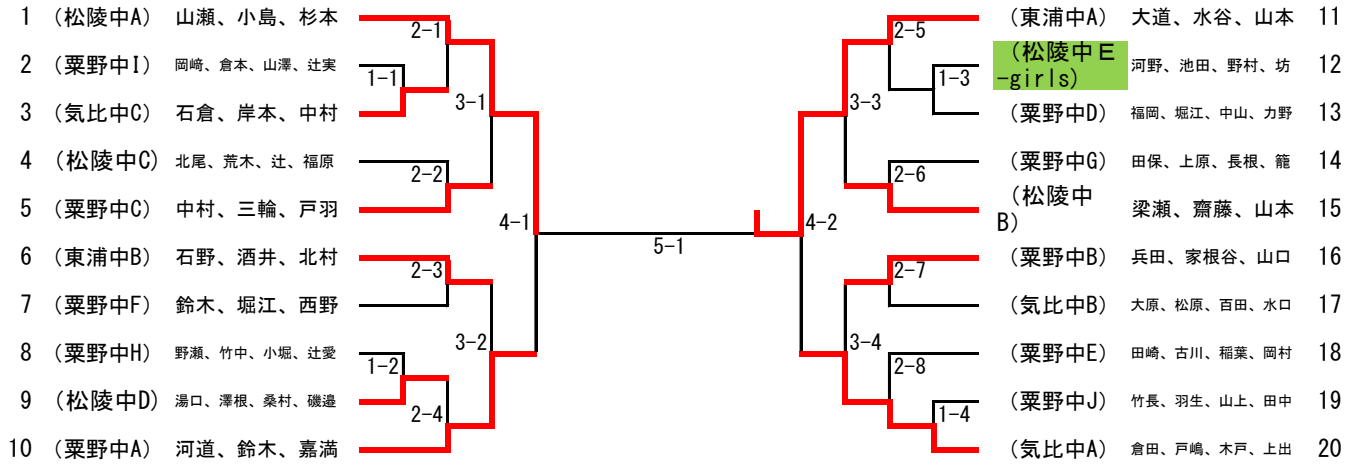 1 (松陵中A) 山瀬、小島、杉本
2 (粟野中I) 岡﨑、倉本、山澤、辻実
3 (気比中C) 石倉、岸本、中村
4 (松陵中C) 北尾、荒木、辻、福原
5 (粟野中C) 中村、三輪、戸羽
6 (東浦中B) 石野、酒井、北村
7 (粟野中F) 鈴木、堀江、西野
8 (粟野中H) 野瀬、竹中、小堀、辻愛
9 (松陵中D) 湯口、澤根、桑村、磯邉
10 (粟野中A) 河道、鈴木、嘉満
2-1
1-1
3-1
2-2
4-1
2-3
3-2
1-2
2-4
5-1
2-5
1-3
3-3
2-6
4-2
2-7
3-4
2-8
1-4
(東浦中A) 大道、水谷、山本 11
(松陵中E
-girls) 河野、池田、野村、坊 12
(粟野中D) 福岡、堀江、中山、力野 13
(粟野中G) 田保、上原、長根、籠 14
(松陵中
B) 梁瀬、齋藤、山本 15
(粟野中B) 兵田、家根谷、山口 16
(気比中B) 大原、松原、百田、水口 17
(粟野中E) 田崎、古川、稲葉、岡村 18
(粟野中J) 竹長、羽生、山上、田中 19
(気比中A) 倉田、戸嶋、木戸、上出 20